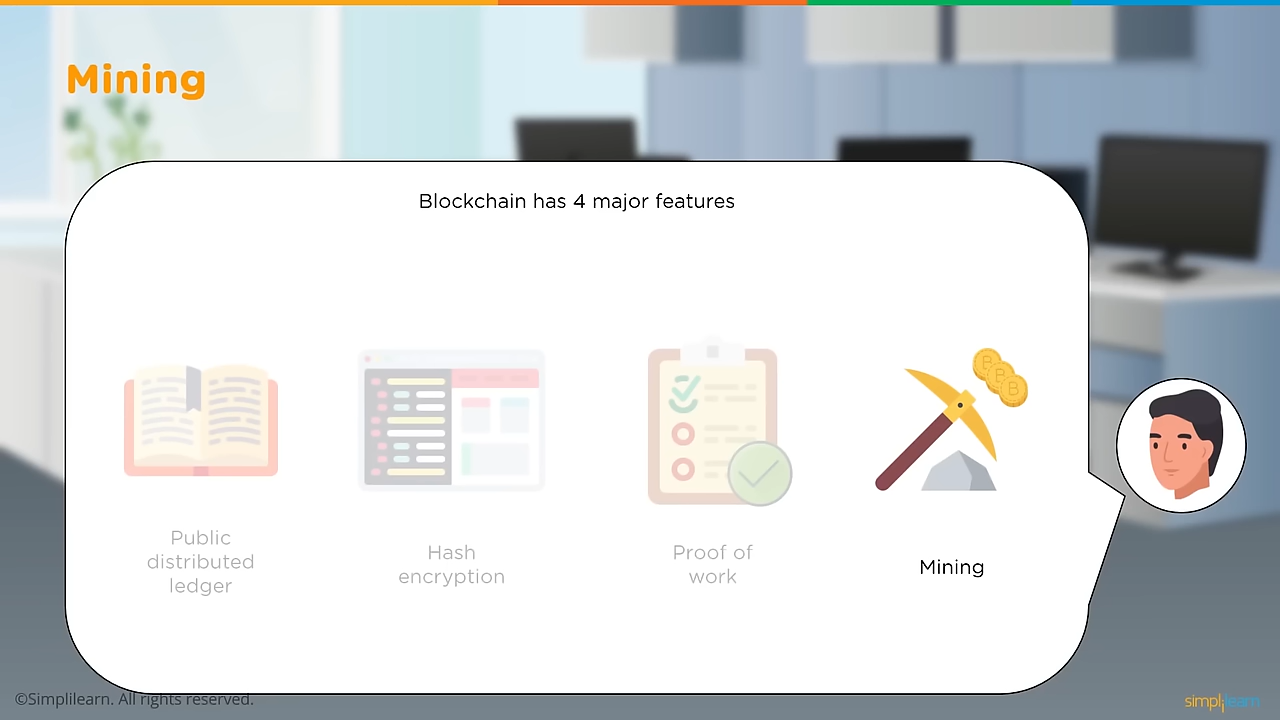 Mining
Blockchain has 4 major features
Public
distributed
ledger
Hash
encryption
Proof of
work
Mining
©Simplilearn. All rights reserved.
simplilearn